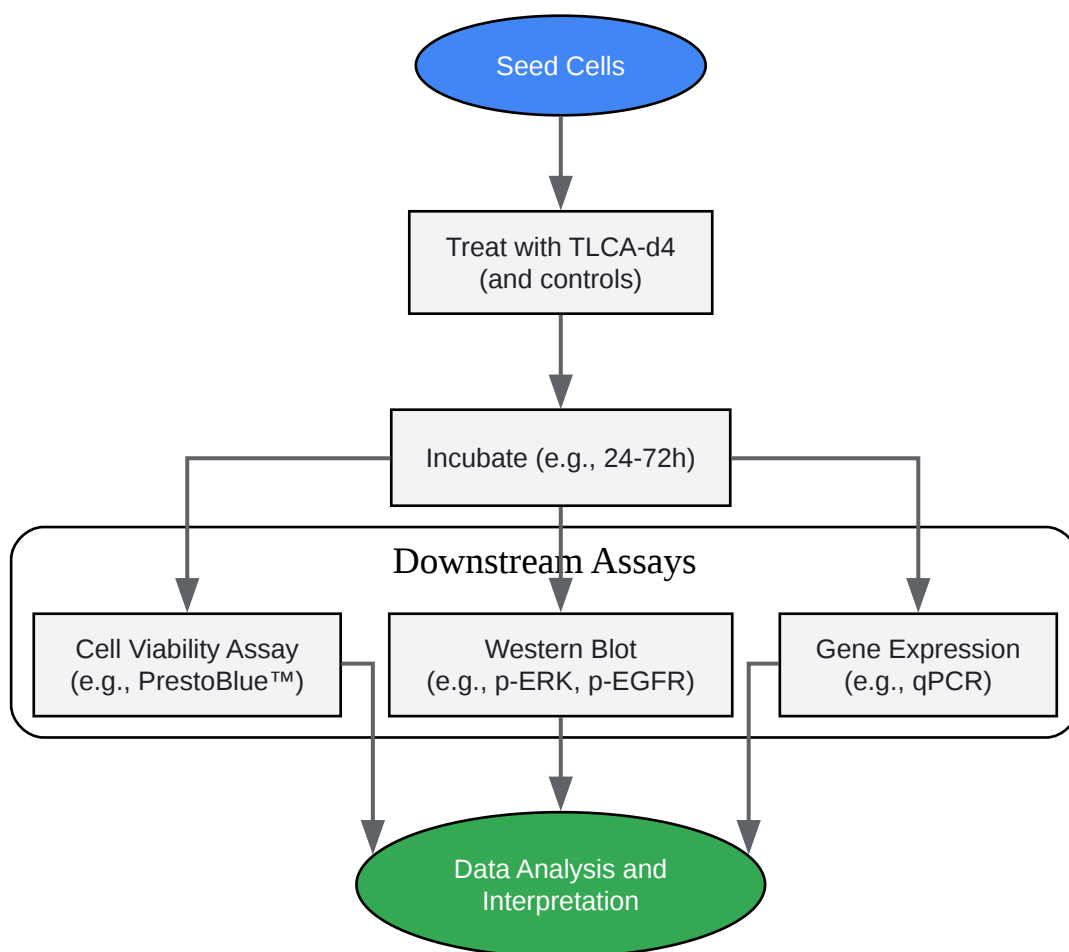 Seed Cells
Treat with TLCA-d4
(and controls)
Incubate (e.g., 24-72h)
Downstream Assays
Cell Viability Assay
(e.g., PrestoBlue™)
Western Blot
(e.g., p-ERK, p-EGFR)
Gene Expression
(e.g., qPCR)
Data Analysis and
Interpretation